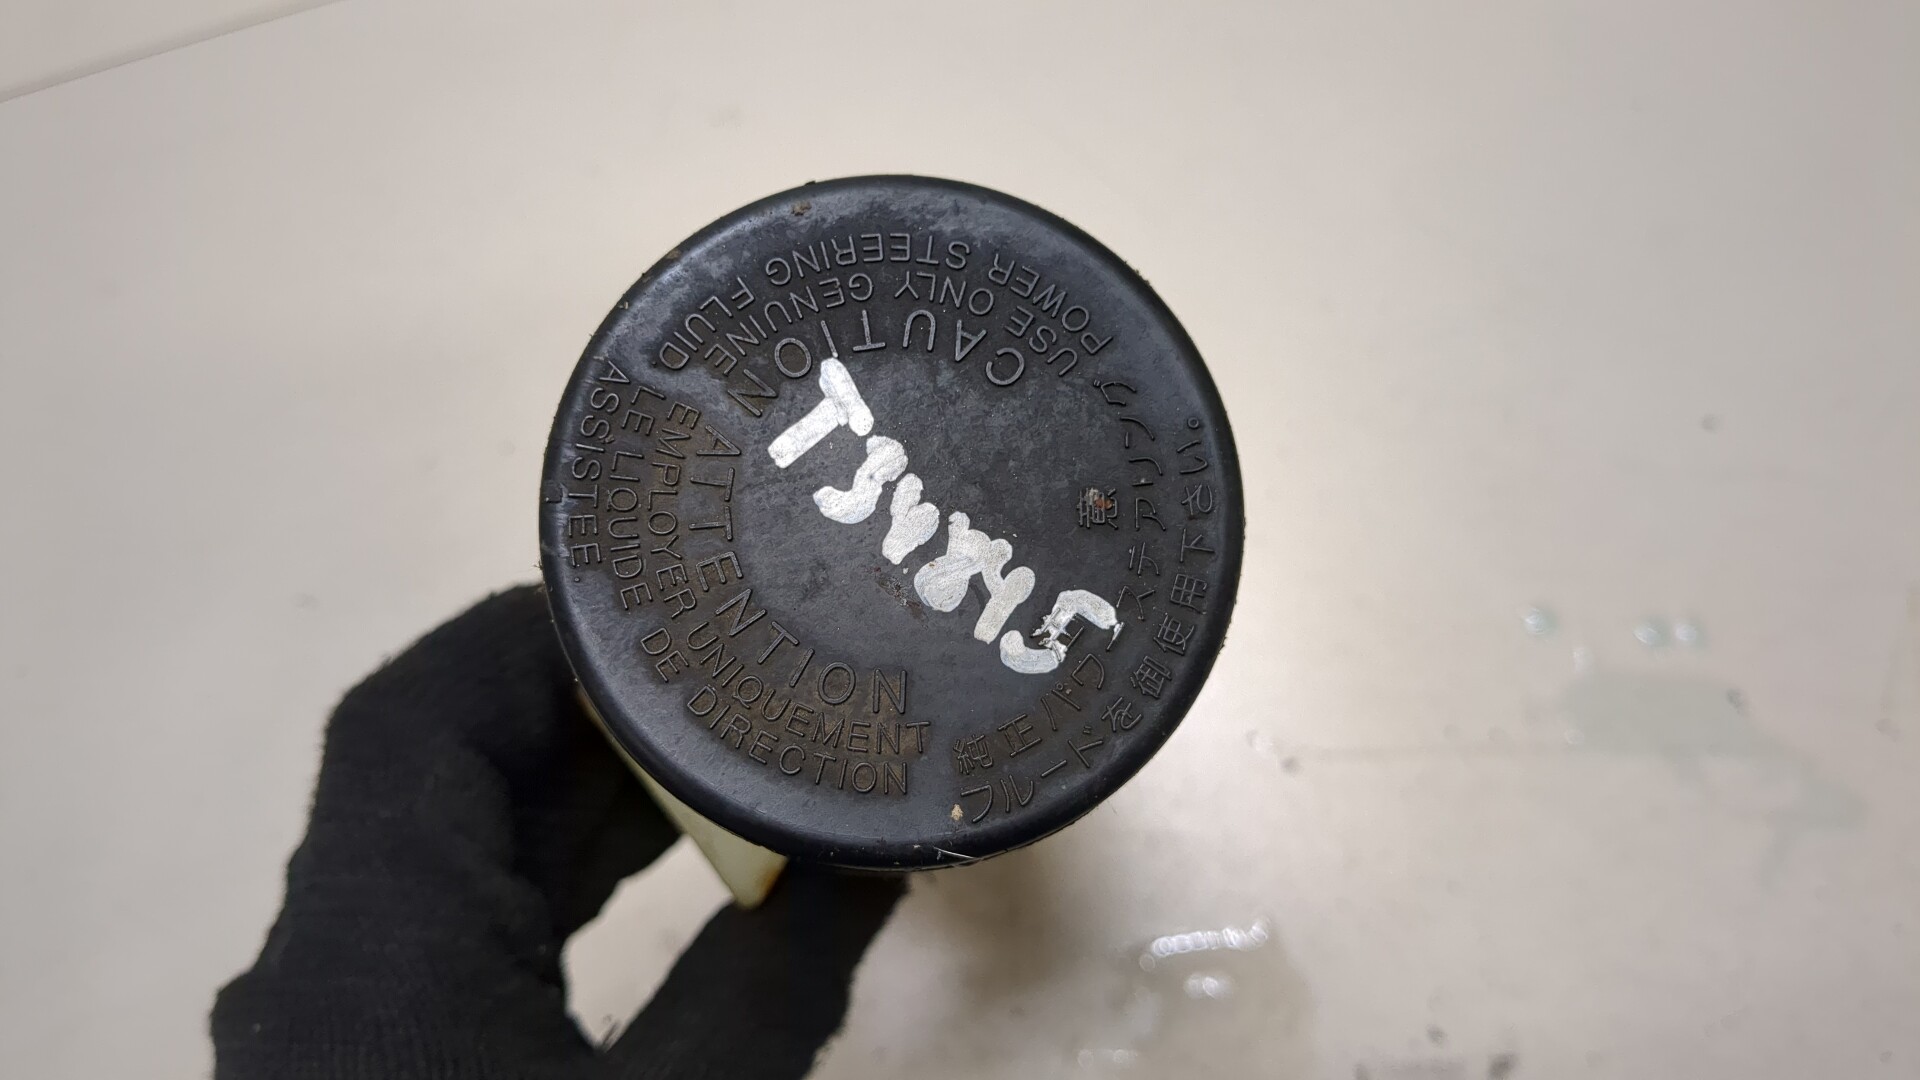 CAUTION
USE ONLY GENUINE
POWER STEERING FLUID
ATTENTION
EMPLOYER UNIQUEMENT
LE LIQUIDE DE DIRECTION
ASSISTEE.
意
純正パワーステアリング
フルードを御使用下さい。